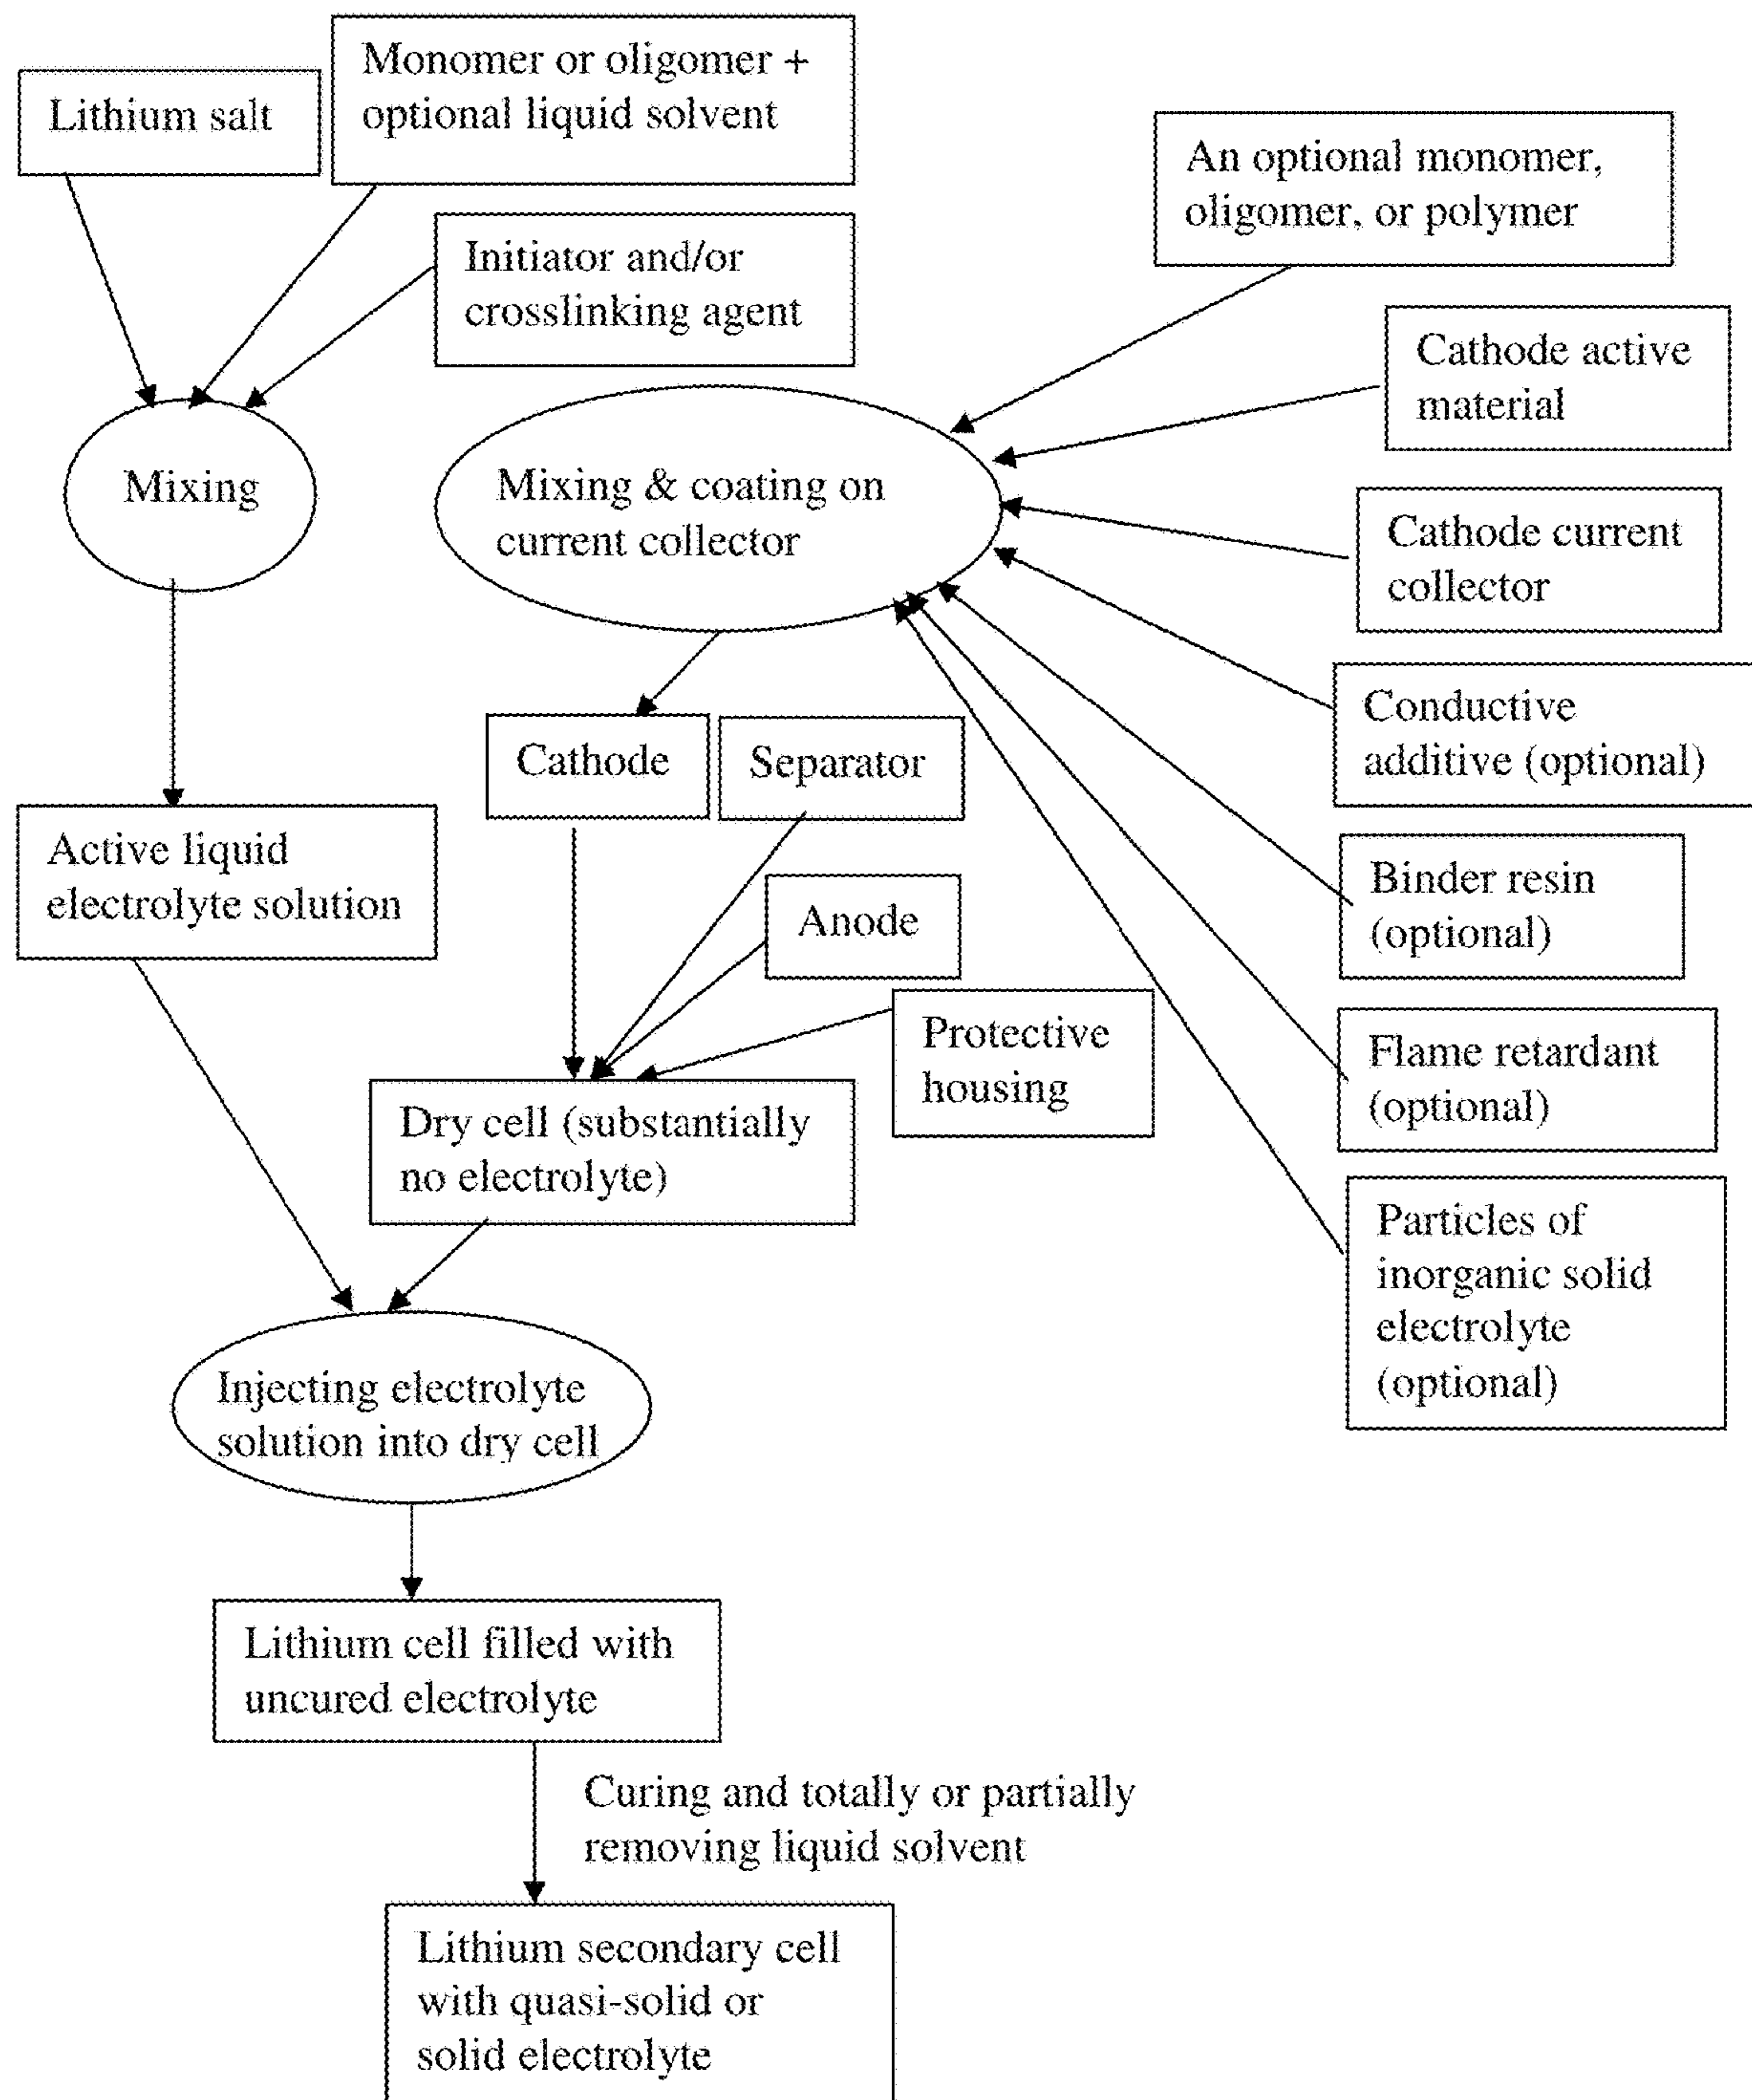 Lithium salt
Monomer or oligomer +
optional liquid solvent
Initiator and/or
crosslinking agent
An optional monomer,
oligomer, or polymer
Cathode active
material
Mixing
Mixing & coating on
current collector
Cathode current
collector
Conductive
additive (optional)
Cathode
Separator
Active liquid
electrolyte solution
Anode
Binder resin
(optional)
Protective
housing
Flame retardant
(optional)
Dry cell (substantially
no electrolyte)
Particles of
inorganic solid
electrolyte
(optional)
Injecting electrolyte
solution into dry cell
Lithium cell filled with
uncured electrolyte
Curing and totally or partially
removing liquid solvent
Lithium secondary cell
with quasi-solid or
solid electrolyte